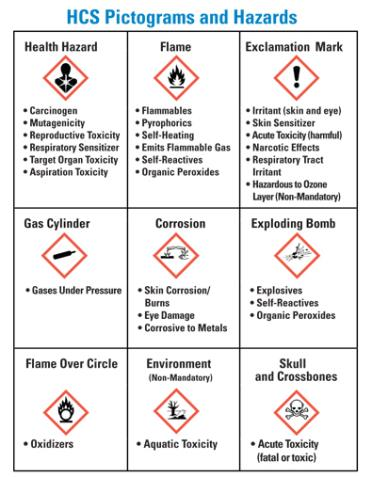 HCS Pictograms and Hazards
Health Hazard
• Carcinogen
• Mutagenicity
• Reproductive Toxicity
• Respiratory Sensitizer
• Target Organ Toxicity
• Aspiration Toxicity
Flame
• Flammables
• Pyrophorics
• Self-Heating
• Emits Flammable Gas
• Self-Reactives
• Organic Peroxides
Exclamation Mark
• Irritant (skin and eye)
• Skin Sensitizer
• Acute Toxicity (harmful)
• Narcotic Effects
• Respiratory Tract
Irritant
• Hazardous to Ozone
Layer (Non-Mandatory)
Gas Cylinder
• Gases Under Pressure
Corrosion
• Skin Corrosion/
Burns
• Eye Damage
• Corrosive to Metals
Exploding Bomb
• Explosives
• Self-Reactives
• Organic Peroxides
Flame Over Circle
• Oxidizers
Environment
(Non-Mandatory)
• Aquatic Toxicity
Skull
and Crossbones
• Acute Toxicity
(fatal or toxic)